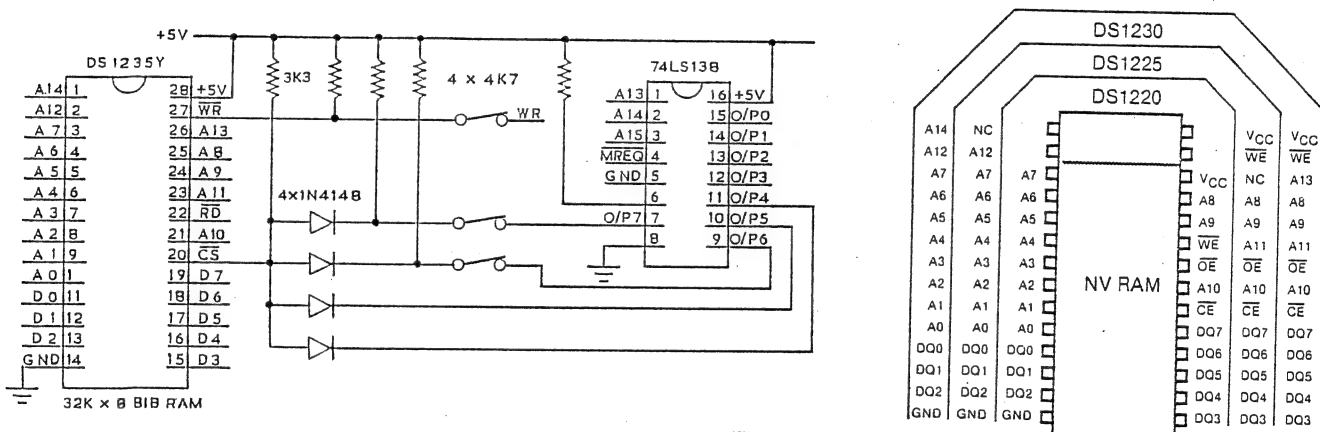 +5V
DS1235Y
A14 1 28 +5V
A12 2 27 WR
A7 3 26 A13
A6 4 25 A8
A5 5 24 A9
A4 6 23 A11
A3 7 22 RD
A2 8 21 A10
A1 9 20 CS
A0 1 19 D7
D0 11 18 D6
D1 12 17 D5
D2 13 16 D4
GND 14 15 D3
32K x 8 BIB RAM
3K3
4 x 4K7
WR
4x1N4148
74LS138
A13 1 16 +5V
A14 2 15 O/P0
A15 3 14 O/P1
MREQ 4 13 O/P2
GND 5 12 O/P3
6 11 O/P4
O/P7 7 10 O/P5
8 9 O/P6
DS1230
DS1225
DS1220
A14 NC VCC VCC
A12 A12 WE WE
A7 A7 A7 VCC NC A13
A6 A6 A6 A8 A8 A8
A5 A5 A5 A9 A9 A9
A4 A4 A4 WE A11 A11
A3 A3 A3 OE OE OE
A2 A2 A2 NV RAM A10 A10 A10
A1 A1 A1 CE CE CE
A0 A0 A0 DQ7 DQ7 DQ7
DQ0 DQ0 DQ0 DQ6 DQ6 DQ6
DQ1 DQ1 DQ1 DQ5 DQ5 DQ5
DQ2 DQ2 DQ2 DQ4 DQ4 DQ4
GND GND GND DQ3 DQ3 DQ3